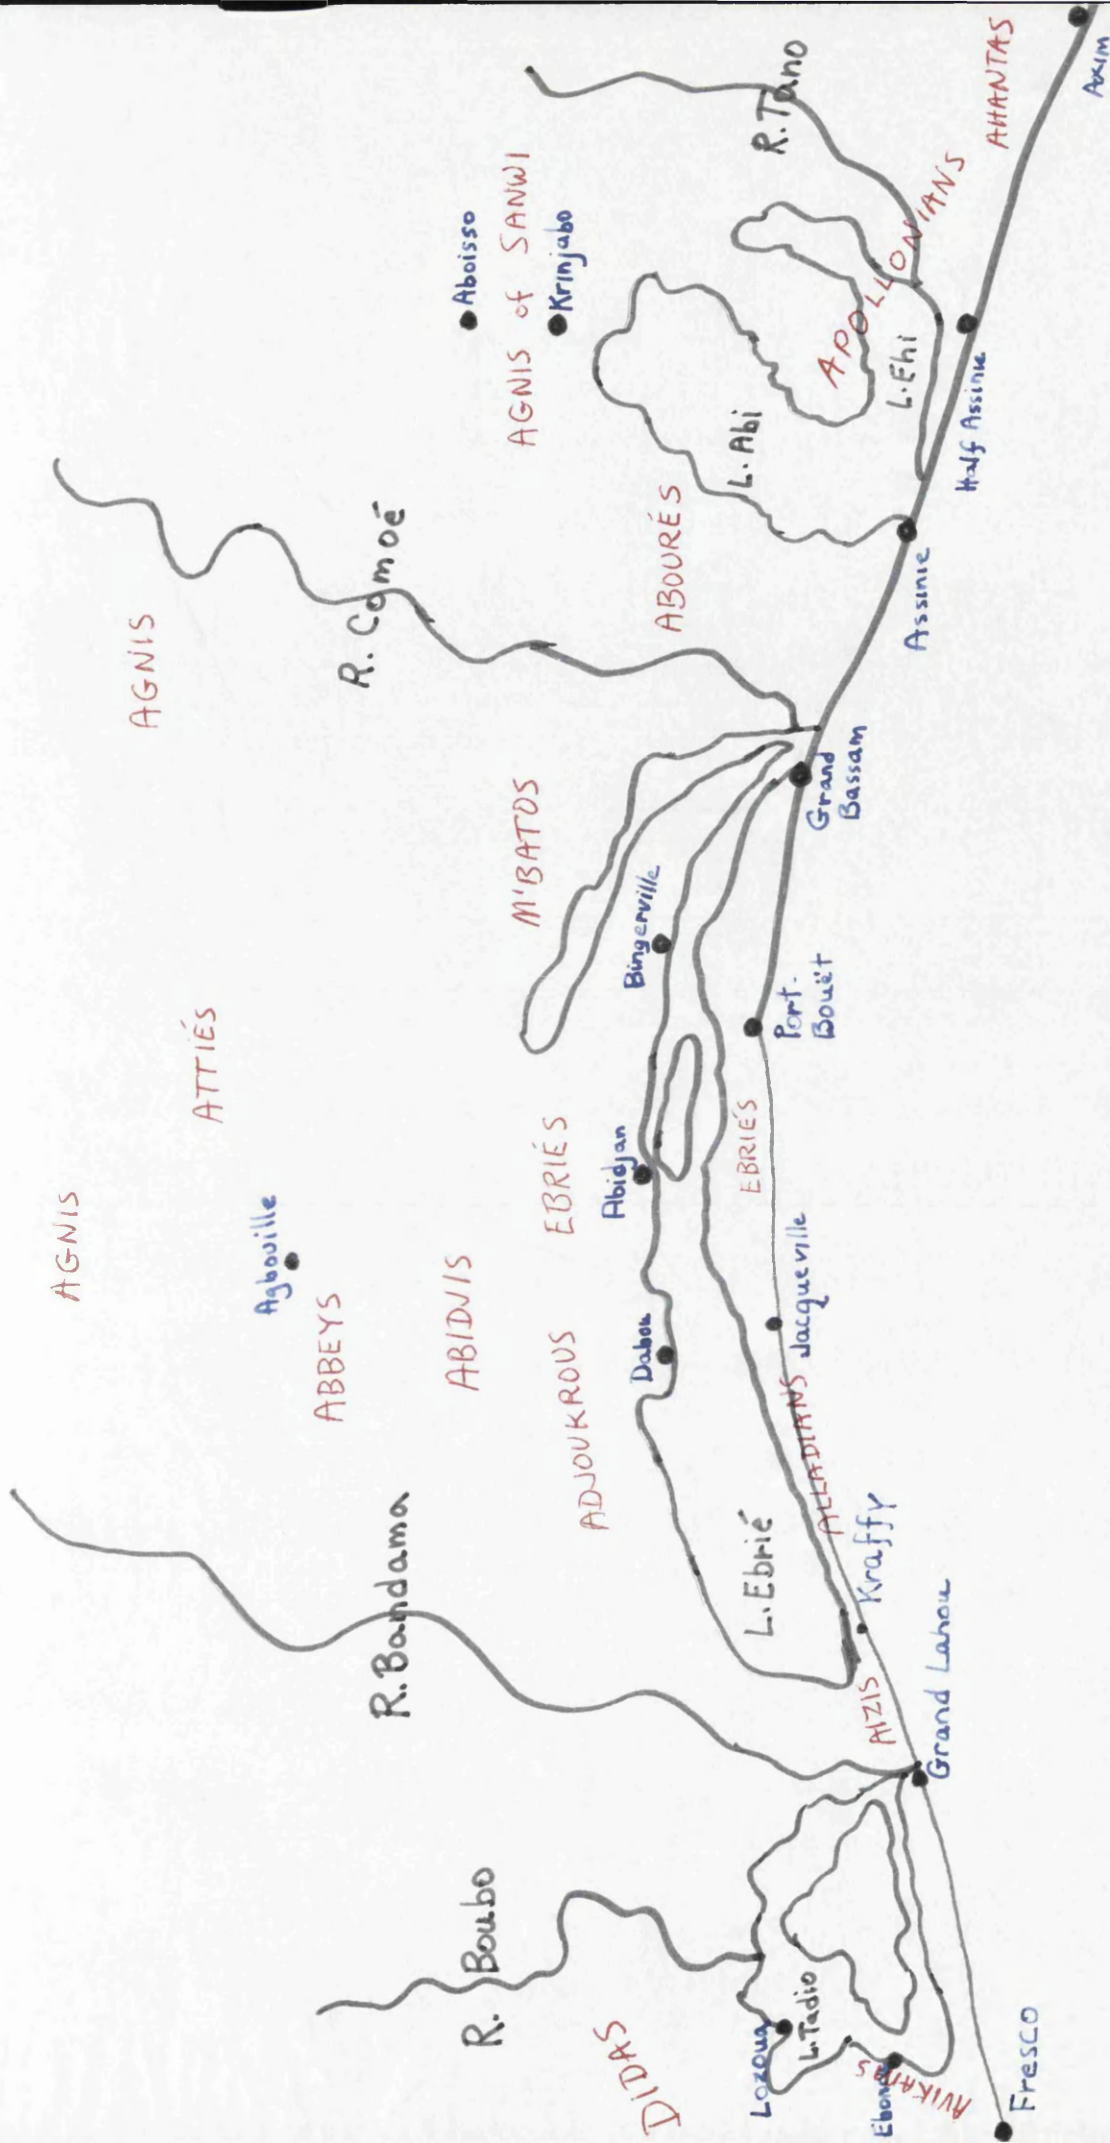 AGNIS
AGNIS
ATTIÉS
Agbouille
ABBEYS
R. Comoé
R. Bandama
Aboisso
AGNIS of SANWI
Krinjabo
ABIDJIS
R. Boubo
M'BATOS
EBRIÉS
ADJOUKROUS
DIDAS
ABOURÉS
Bingerville
Abidjan
Dabou
R. Tano
L. Abi
L. Ebrié
EBRIÉS
Lozoua
L. Tadio
APOLLONIANS
L. Ehi
Port-
Bouët
Jacqueville
ALLADIANS
Grand
Bassam
Kraffy
AIZIS
AVIKAMS
Assinie
Half Assinie
Grand Lahou
AHANTAS
Fresco
Axim